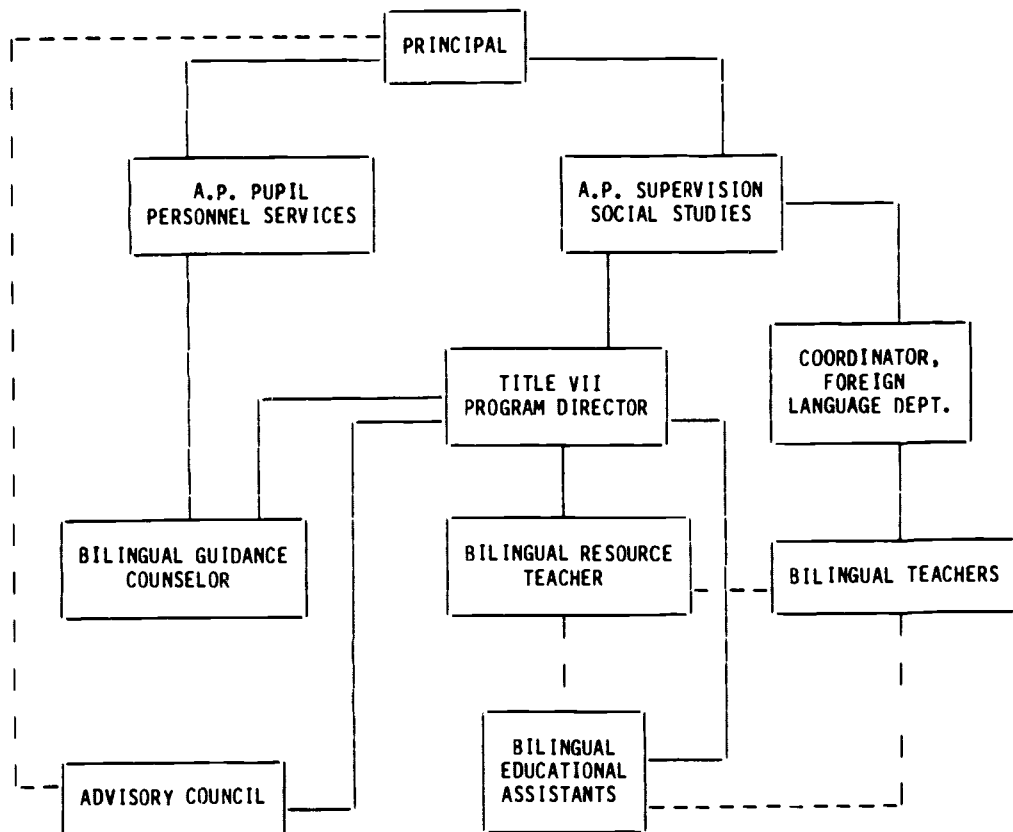 PRINCIPAL
A.P. PUPIL
PERSONNEL SERVICES
A.P. SUPERVISION
SOCIAL STUDIES
TITLE VII
PROGRAM DIRECTOR
COORDINATOR,
FOREIGN
LANGUAGE DEPT.
BILINGUAL GUIDANCE
COUNSELOR
BILINGUAL RESOURCE
TEACHER
BILINGUAL TEACHERS
ADVISORY COUNCIL
BILINGUAL
EDUCATIONAL
ASSISTANTS